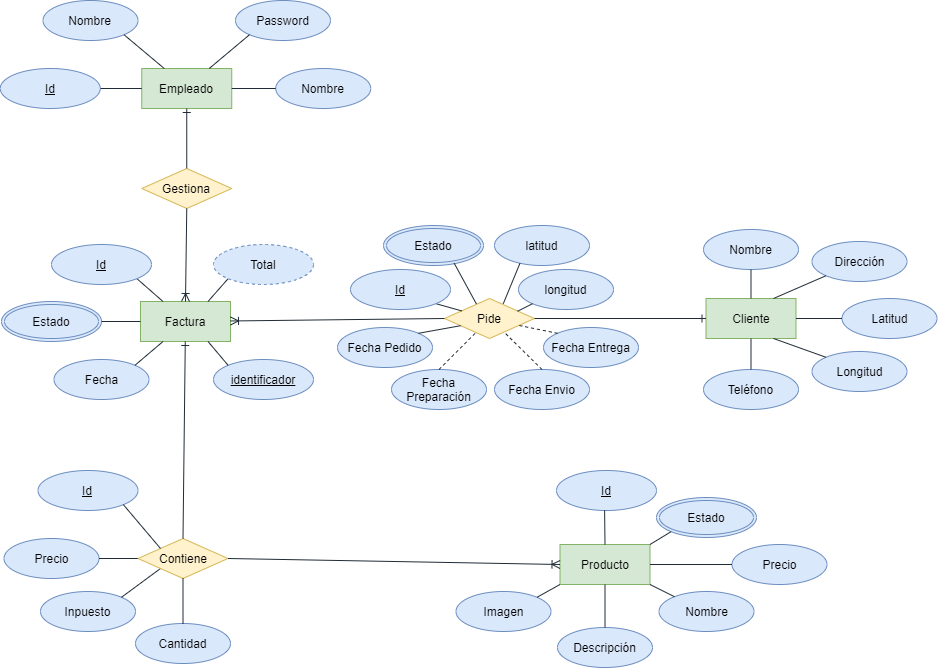 Nombre
Password
Id
Empleado
Nombre
Gestiona
Estado
latitud
Nombre
Dirección
Id
Total
Id
longitud
Estado
Factura
Pide
Cliente
Latitud
Fecha Pedido
Fecha Entrega
Longitud
Fecha
identificador
Fecha
Preparación
Fecha Envio
Teléfono
Id
Id
Estado
Precio
Contiene
Producto
Precio
Inpuesto
Imagen
Nombre
Cantidad
Descripción